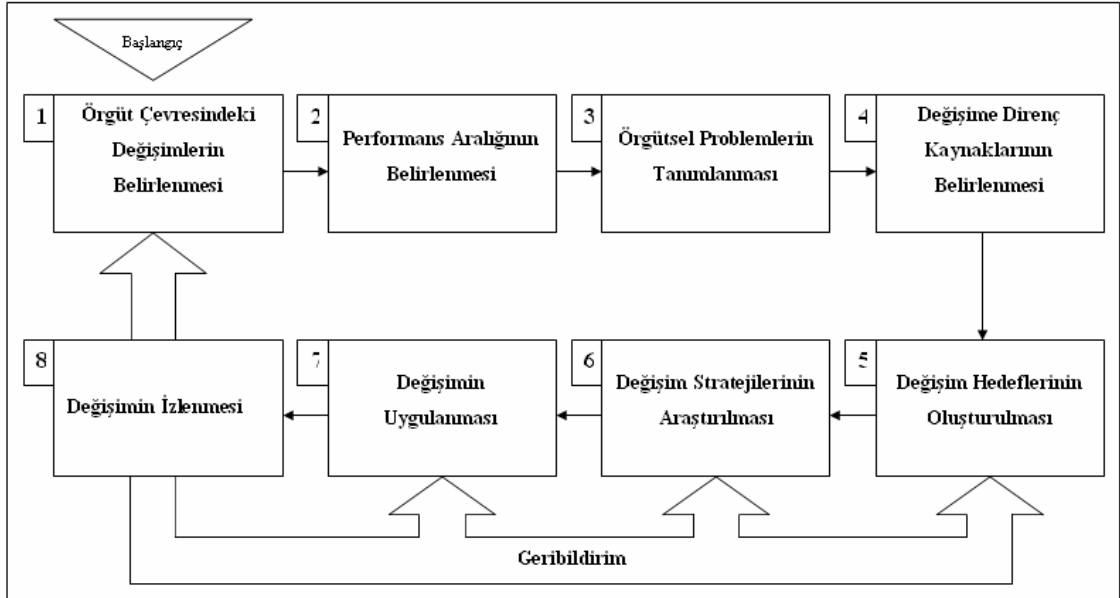 Başlangıç
1
Örgüt Çevresindeki
Değişimlerin
Belirlenmesi
2
Performans Aralığının
Belirlenmesi
3
Örgütsel Problemlerin
Tanımlanması
4
Değişime Direnç
Kaynaklarının
Belirlenmesi
8
Değişimin İzlenmesi
7
Değişimin
Uygulanması
6
Değişim Stratejilerinin
Araştırılması
5
Değişim Hedeflerinin
Oluşturulması
Geribildirim